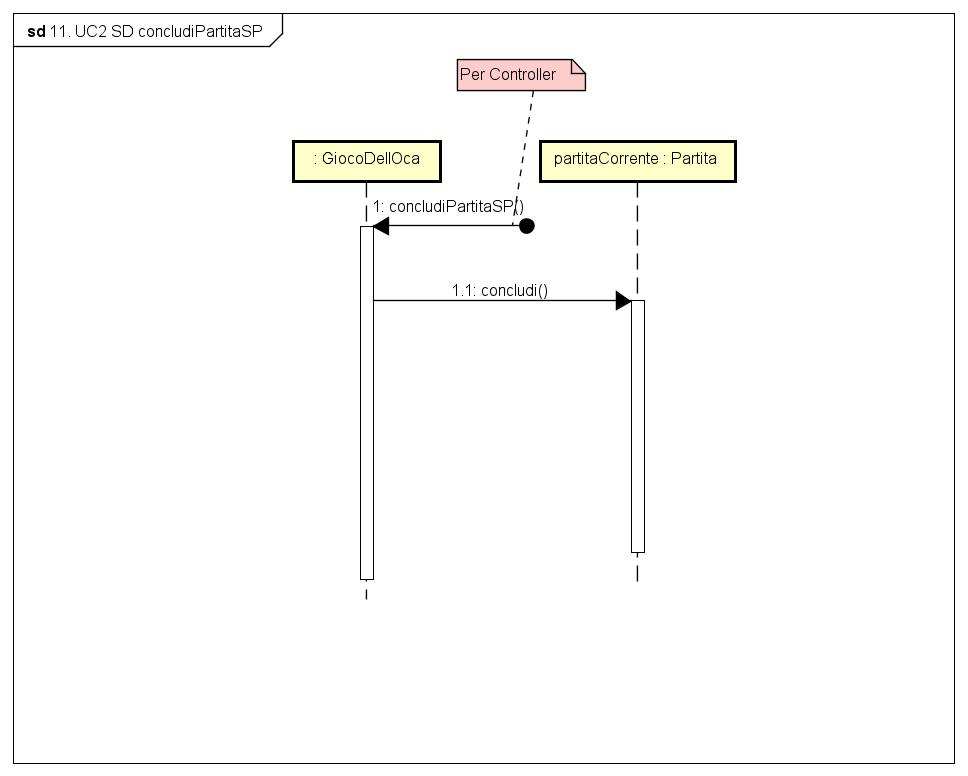 sd 11. UC2 SD concludiPartitaSP
Per Controller
: GiocoDellOca
partitaCorrente : Partita
1: concludiPartitaSP()
1.1: concludi()